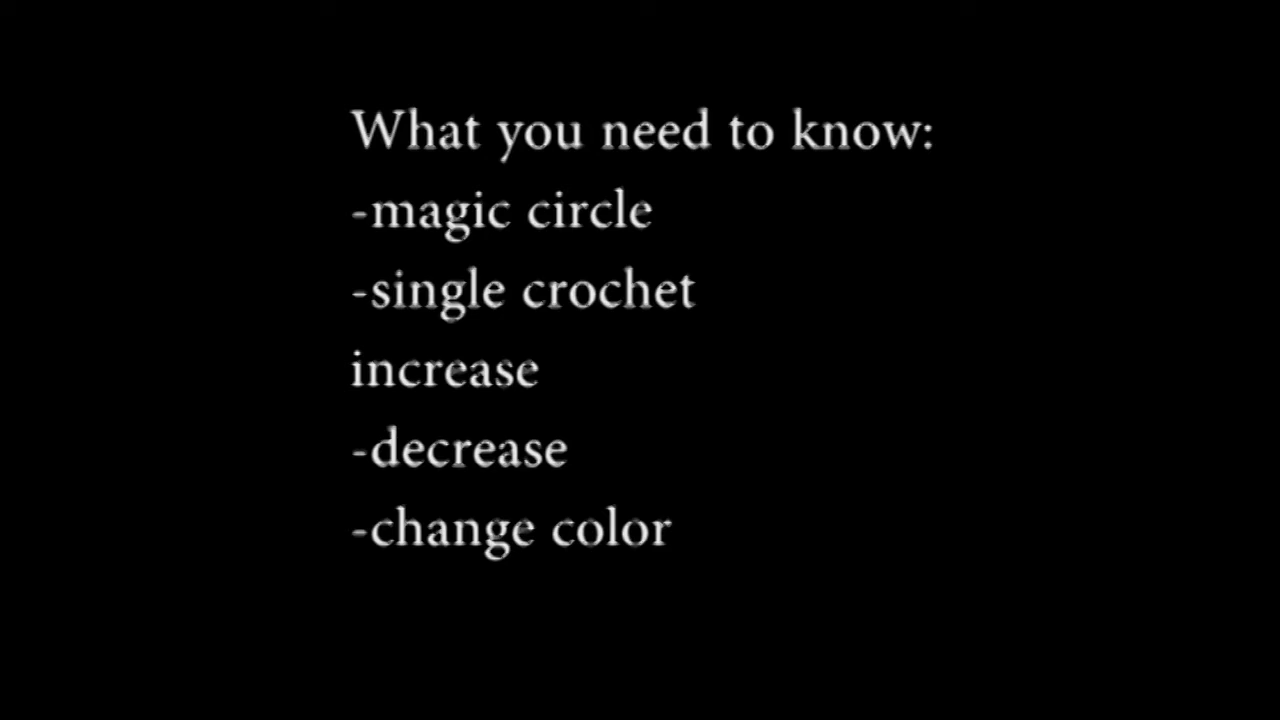 What you need to know:
-magic circle
-single crochet
increase
-decrease
-change color